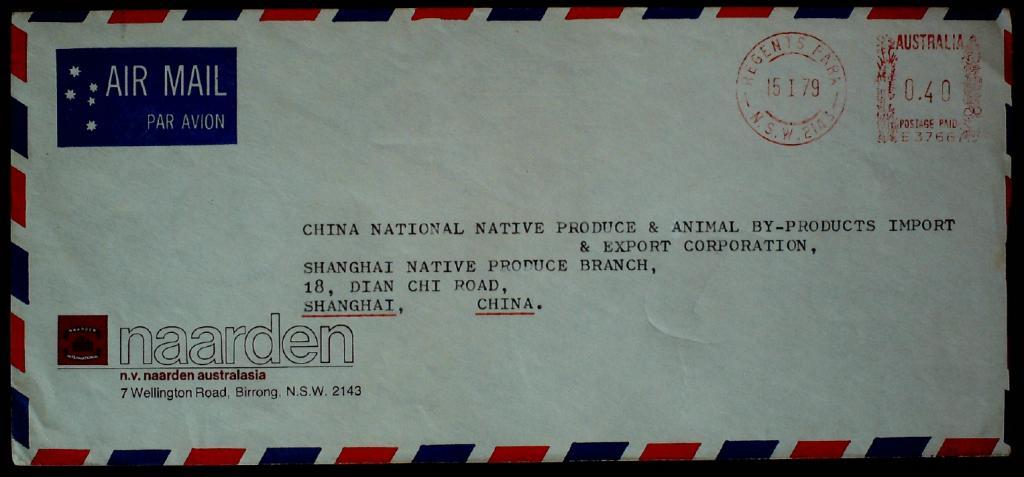 AIR MAIL
PAR AVION
REGENTS PARK
15 I 79
N.S.W. 2143
AUSTRALIA
0.40
POSTAGE PAID
CHINA NATIONAL NATIVE PRODUCE & ANIMAL BY-PRODUCTS IMPORT
& EXPORT CORPORATION,
SHANGHAI NATIVE PRODUCE BRANCH,
18, DIAN CHI ROAD,
SHANGHAI, CHINA.
NAARDEN
INTERNATIONAL
naarden
n.v. naarden australasia
7 Wellington Road, Birrong, N.S.W. 2143